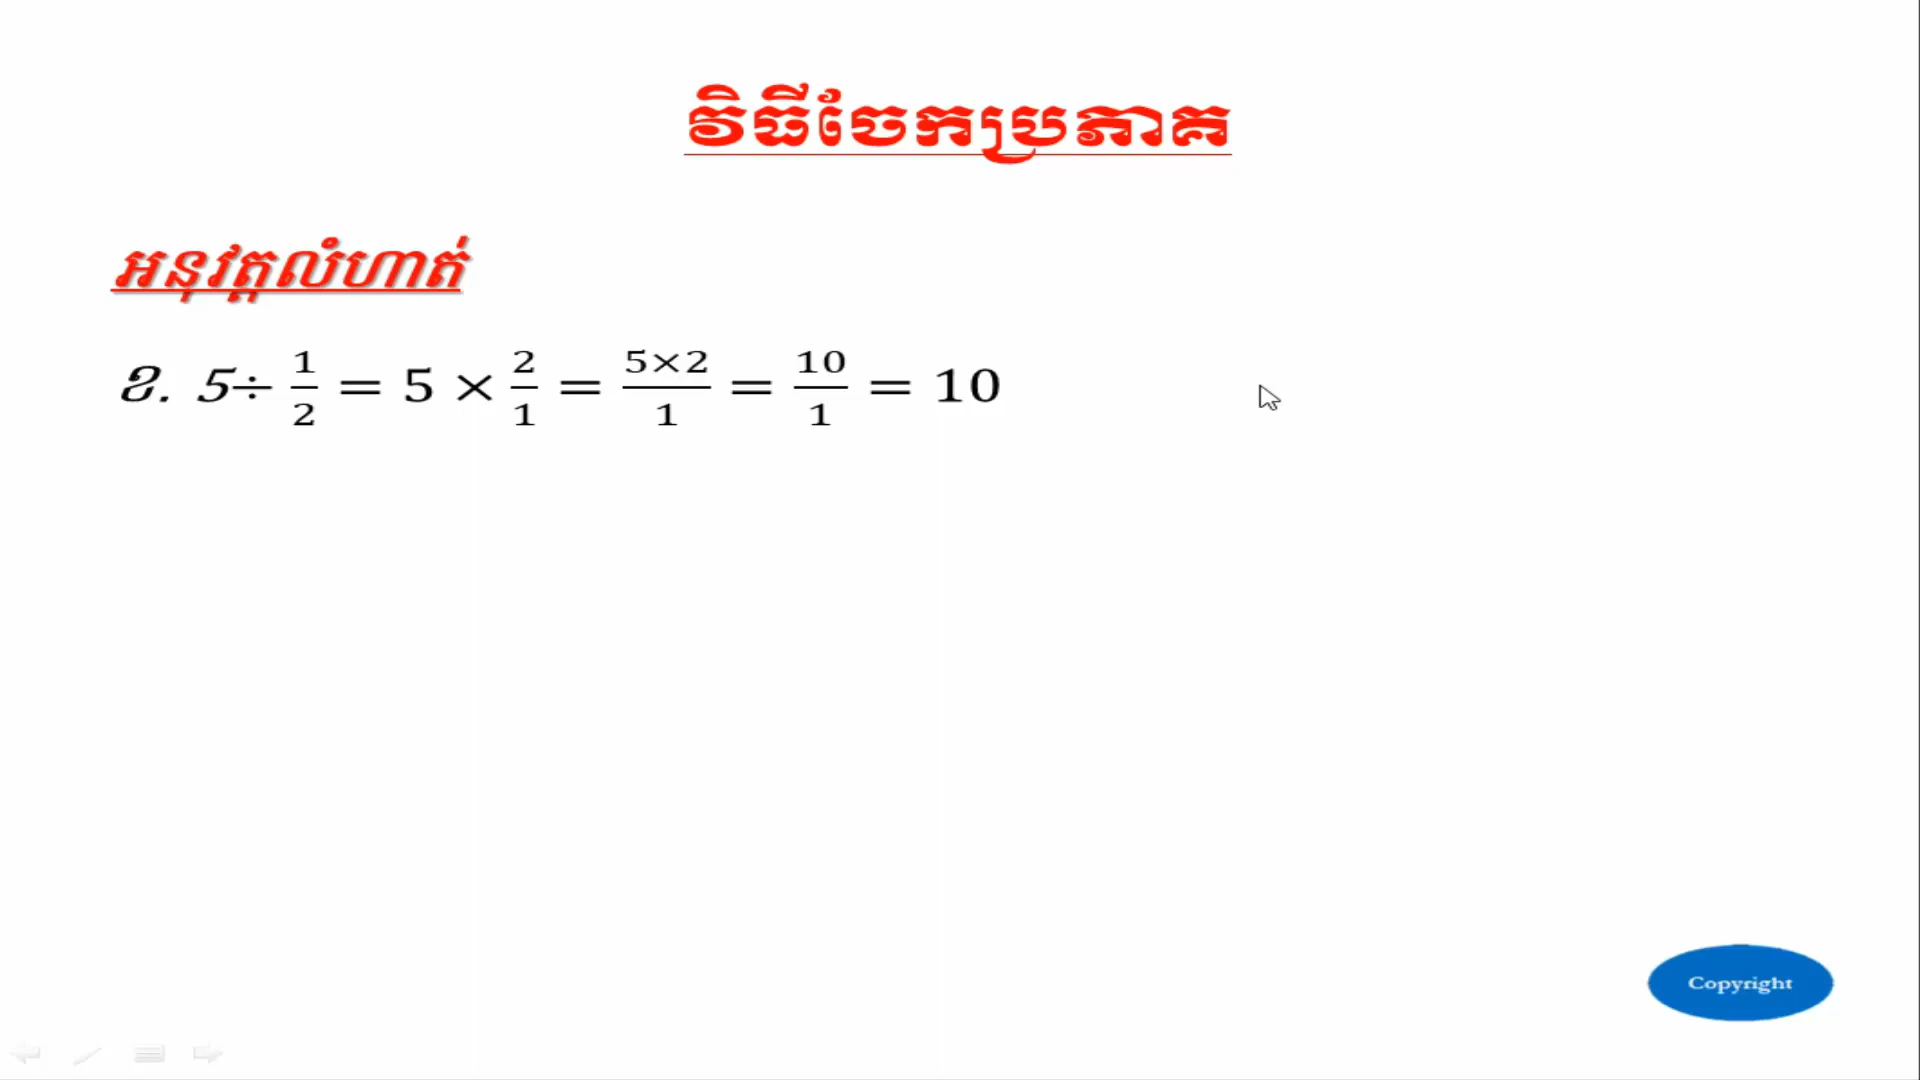 វិធីចែកប្រភាគ
អនុវត្តលំហាត់
ខ. 5÷ 1/2 = 5 × 2/1 = 5×2/1 = 10/1 = 10
Copyright